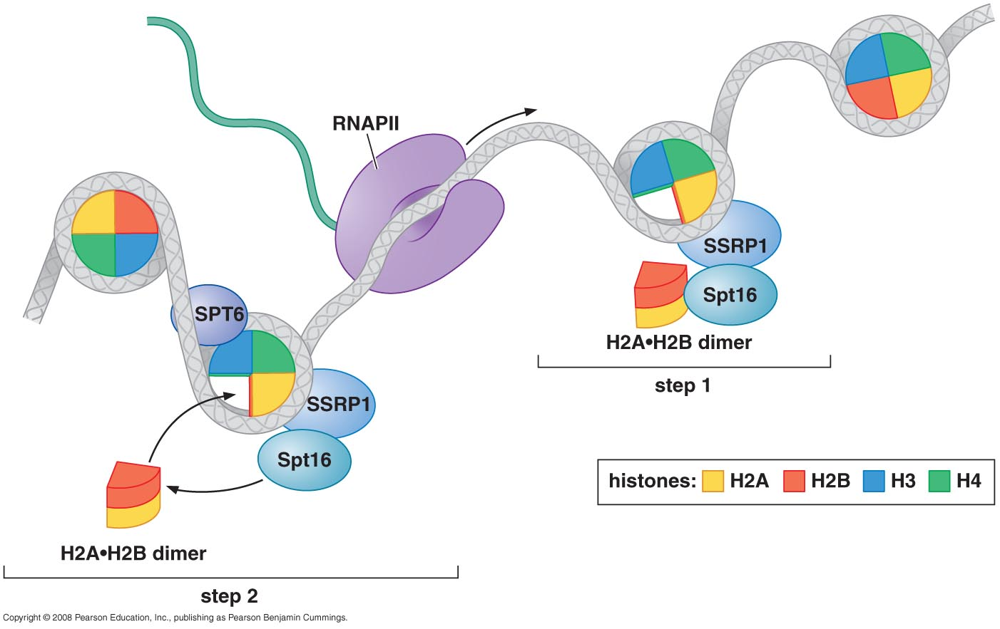 RNAPII
SPT6
SSRP1
Spt16
H2A•H2B dimer
step 1
SSRP1
Spt16
H2A•H2B dimer
step 2
histones: H2A H2B H3 H4
Copyright © 2008 Pearson Education, Inc., publishing as Pearson Benjamin Cummings.